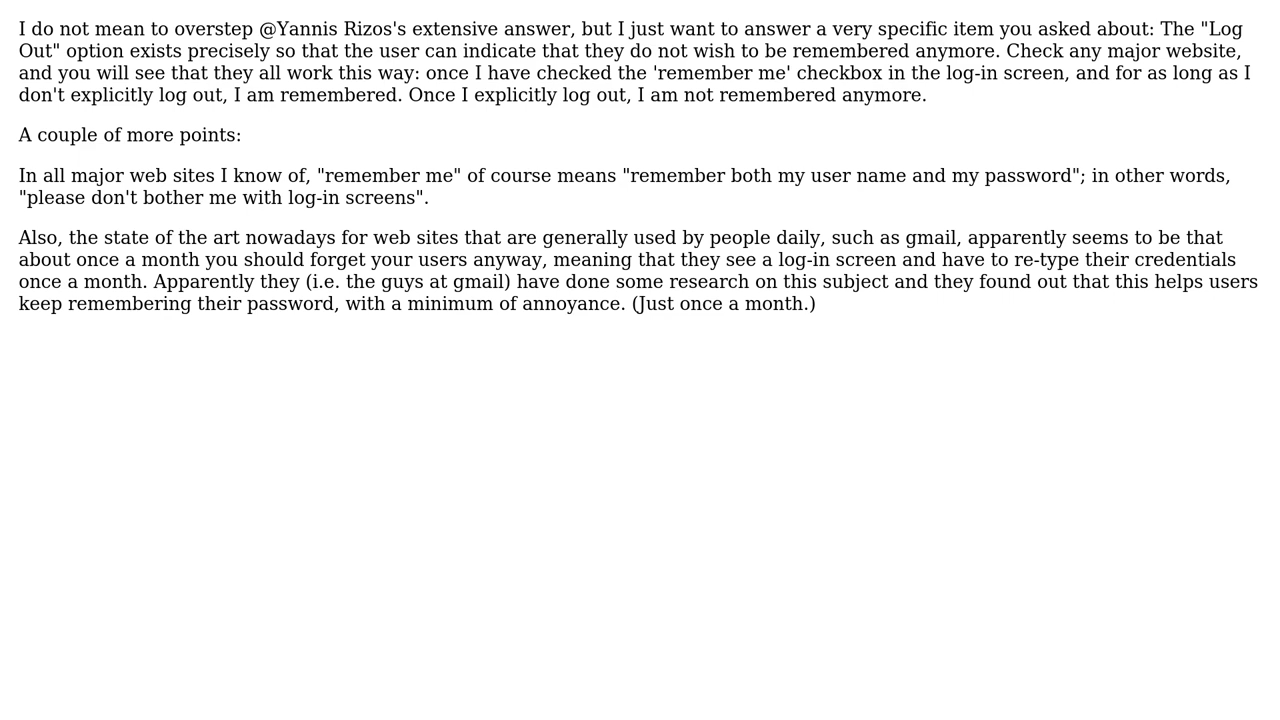 I do not mean to overstep @Yannis Rizos's extensive answer, but I just want to answer a very specific item you asked about: The "Log
Out" option exists precisely so that the user can indicate that they do not wish to be remembered anymore. Check any major website,
and you will see that they all work this way: once I have checked the 'remember me' checkbox in the log-in screen, and for as long as I
don't explicitly log out, I am remembered. Once I explicitly log out, I am not remembered anymore.
A couple of more points:
In all major web sites I know of, "remember me" of course means "remember both my user name and my password"; in other words,
"please don't bother me with log-in screens".
Also, the state of the art nowadays for web sites that are generally used by people daily, such as gmail, apparently seems to be that
about once a month you should forget your users anyway, meaning that they see a log-in screen and have to re-type their credentials
once a month. Apparently they (i.e. the guys at gmail) have done some research on this subject and they found out that this helps users
keep remembering their password, with a minimum of annoyance. (Just once a month.)